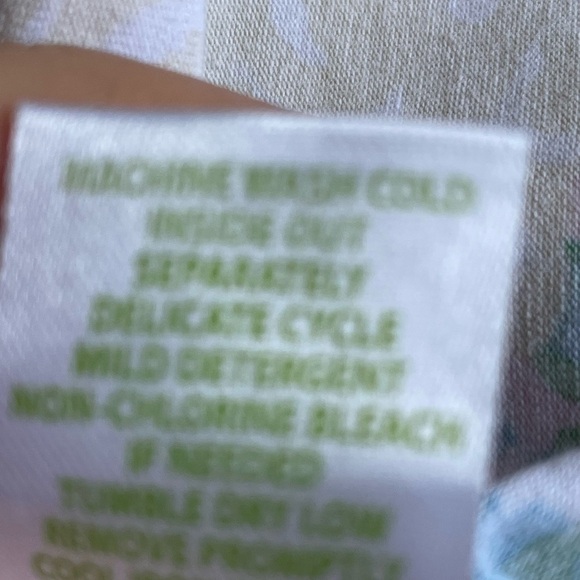 MACHINE WASH COLD
INSIDE OUT
SEPARATELY
DELICATE CYCLE
MILD DETERGENT
NON-CHLORINE BLEACH
IF NEEDED
TUMBLE DRY LOW
REMOVE PROMPTLY
COOL